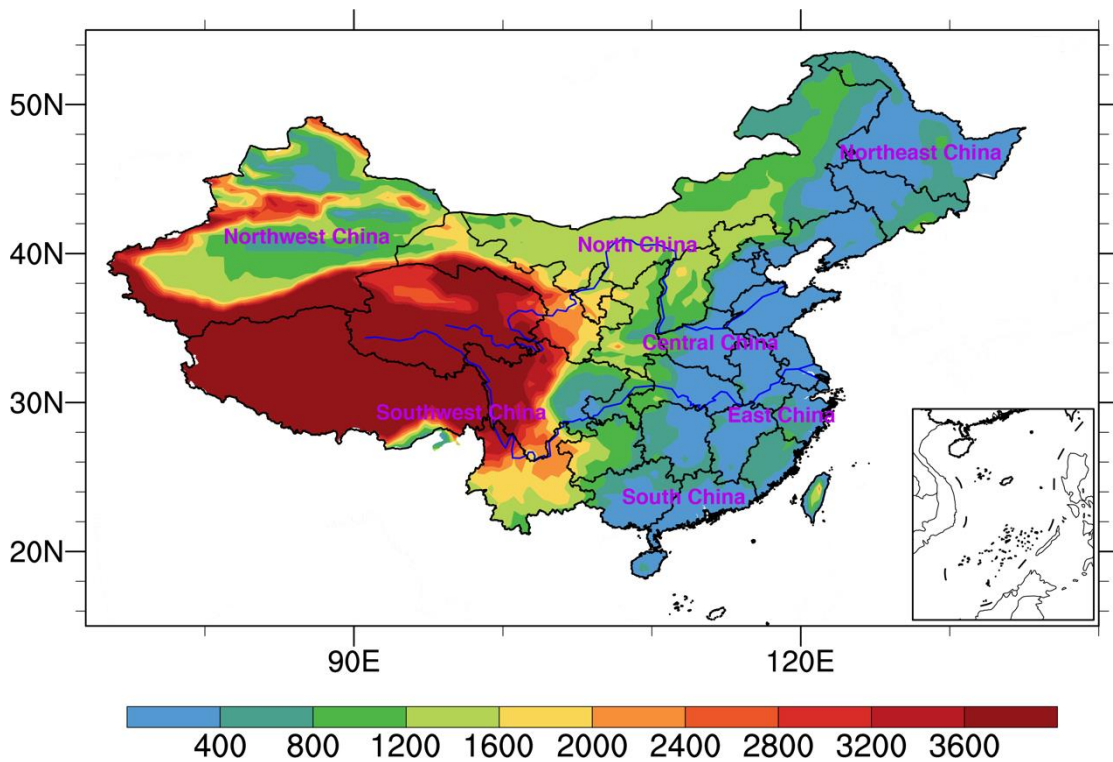 50N
Northeast China
Northwest China
North China
40N
Central China
30N
Southwest China
East China
South China
20N
90E 120E
400 800 1200 1600 2000 2400 2800 3200 3600